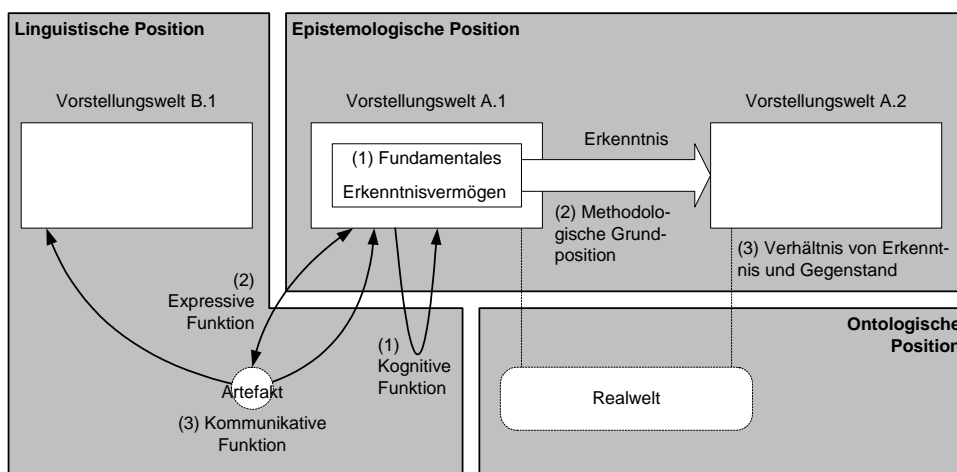 Linguistische Position
Epistemologische Position
Vorstellungswelt B.1
Vorstellungswelt A.1
Vorstellungswelt A.2
(1) Fundamentales
Erkenntnisvermögen
Erkenntnis
(2) Methodolo-
gische Grund-
position
(3) Verhältnis von Erkennt-
nis und Gegenstand
(2)
Expressive
Funktion
(1)
Kognitive
Funktion
Artefakt
(3) Kommunikative
Funktion
Ontologische
Position
Realwelt